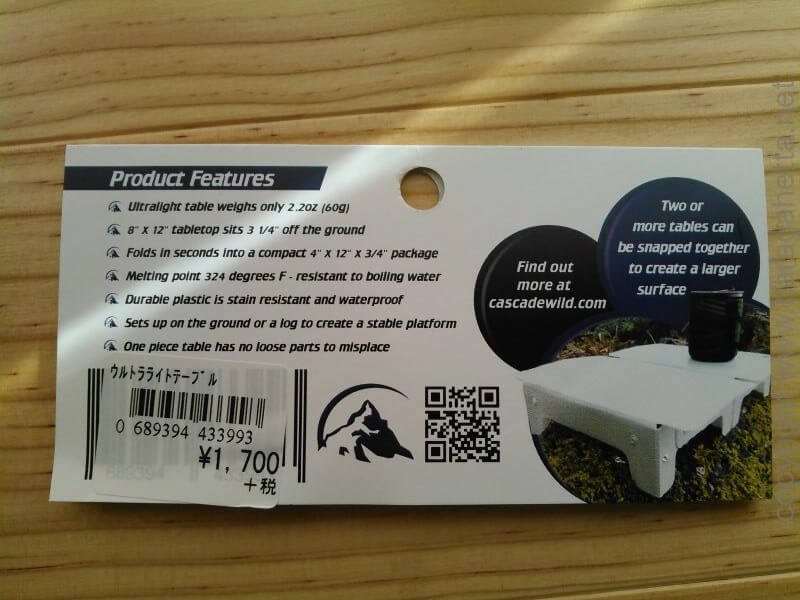 Product Features
Ultralight table weighs only 2.2oz (60g)
8" X 12" tabletop sits 3 1/4" off the ground
Folds in seconds into a compact 4" X 12" X 3/4" package
Melting point 324 degrees F - resistant to boiling water
Durable plastic is stain resistant and waterproof
Sets up on the ground or a log to create a stable platform
One piece table has no loose parts to misplace
Find out
more at
cascadewild.com
Two or
more tables can
be snapped together
to create a larger
surface
ウルトラライトテーブル
0 689394 433993
¥1,700
+税